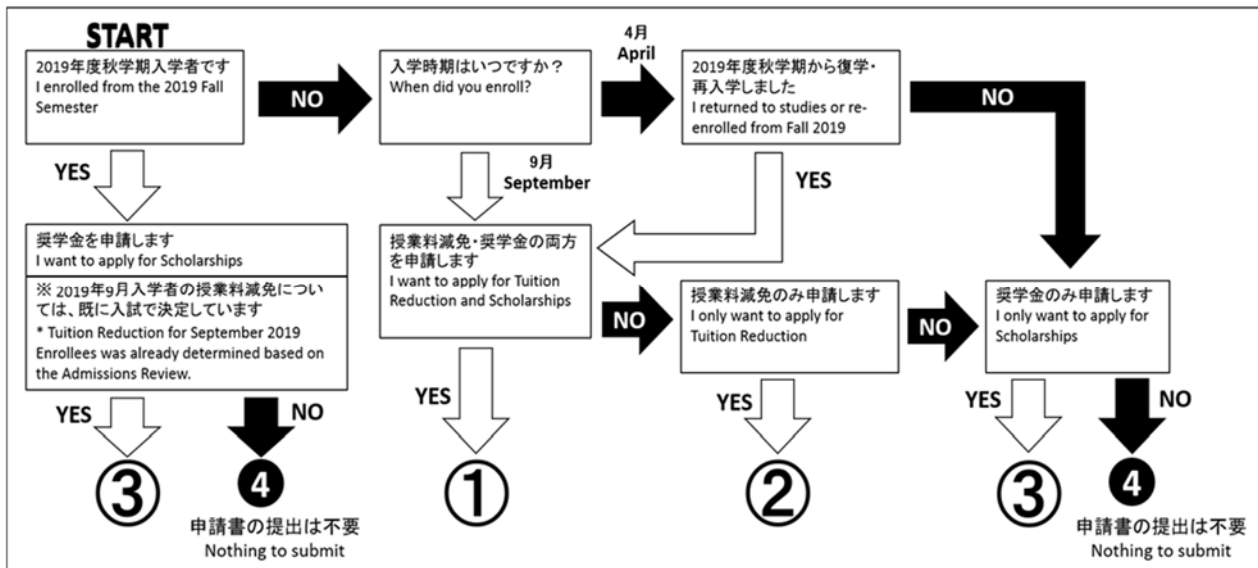 START
2019年度秋学期入学者です
I enrolled from the 2019 Fall
Semester
NO
入学時期はいつですか？
When did you enroll?
4月
April
2019年度秋学期から復学・
再入学しました
I returned to studies or re-
enrolled from Fall 2019
NO
YES
9月
September
YES
奨学金を申請します
I want to apply for Scholarships
※ 2019年9月入学者の授業料減免につい
ては、既に入試で決定しています
* Tuition Reduction for September 2019
Enrollees was already determined based on
the Admissions Review.
授業料減免・奨学金の両方
を申請します
I want to apply for Tuition
Reduction and Scholarships
NO
授業料減免のみ申請します
I only want to apply for
Tuition Reduction
NO
奨学金のみ申請します
I only want to apply for
Scholarships
YES
NO
YES
YES
YES
NO
③
❹
①
②
③
❹
申請書の提出は不要
Nothing to submit
申請書の提出は不要
Nothing to submit